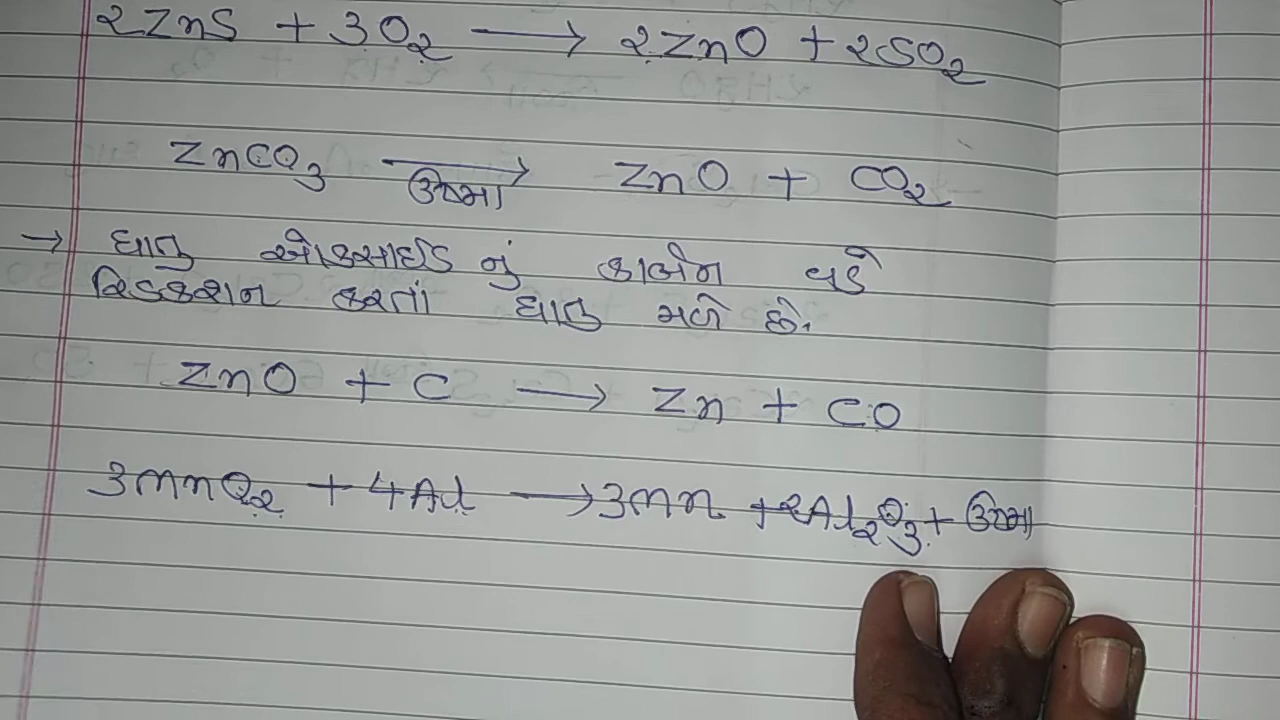 2ZnS + 3O₂ ⟶ 2ZnO + 2SO₂
ZnCO₃ ⟶ ZnO + CO₂
ઉષ્મા
→ ધાતુ ઓક્સાઈડ નું કાર્બન વડે
રિડક્શન કરતાં ધાતુ મળે છે.
ZnO + C ⟶ Zn + CO
3MnO₂ + 4Al ⟶ 3Mn + 2Al₂O₃ + ઉષ્મા